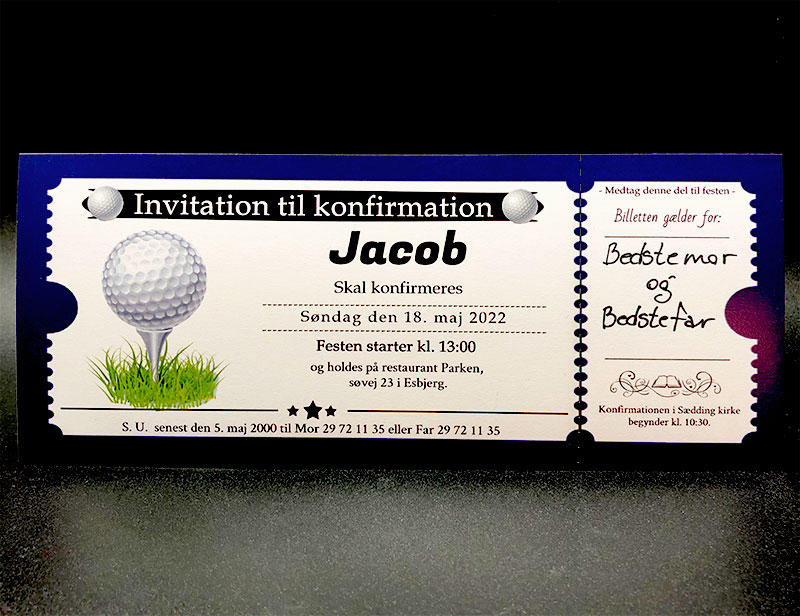 Invitation til konfirmation
Jacob
Skal konfirmeres
Søndag den 18. maj 2022
Festen starter kl. 13:00
og holdes på restaurant Parken,
søvej 23 i Esbjerg.
S. U. senest den 5. maj 2000 til Mor 29 72 11 35 eller Far 29 72 11 35
- Medtag denne del til festen -
Billetten gælder for:
Bedstemor
og
Bedstefar
Konfirmationen i Sædding kirke
begynder kl. 10:30.